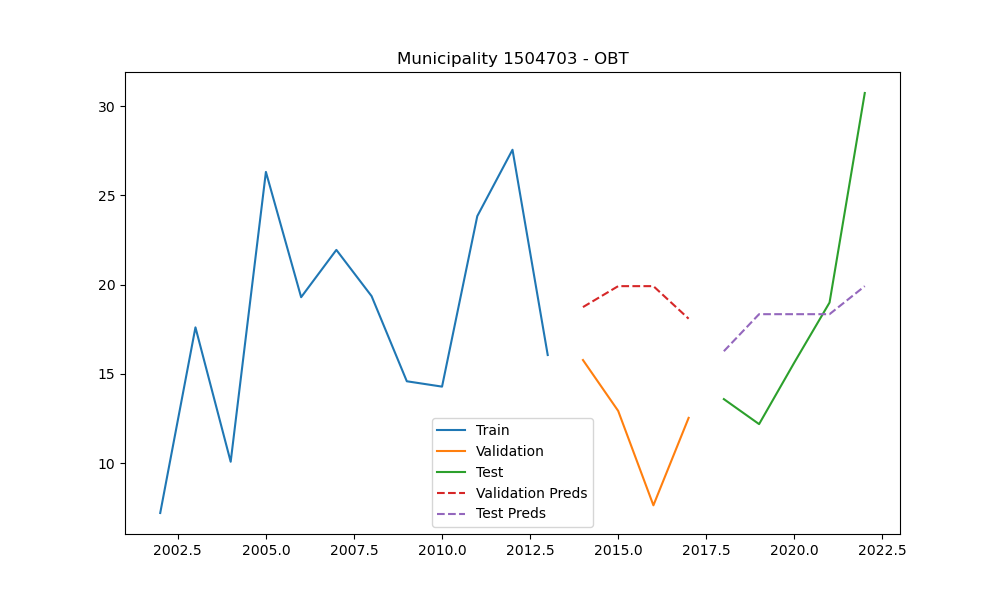 Municipality 1504703 - OBT
30
25
20
15
10
Train
Validation
Test
Validation Preds
Test Preds
2002.5 2005.0 2007.5 2010.0 2012.5 2015.0 2017.5 2020.0 2022.5